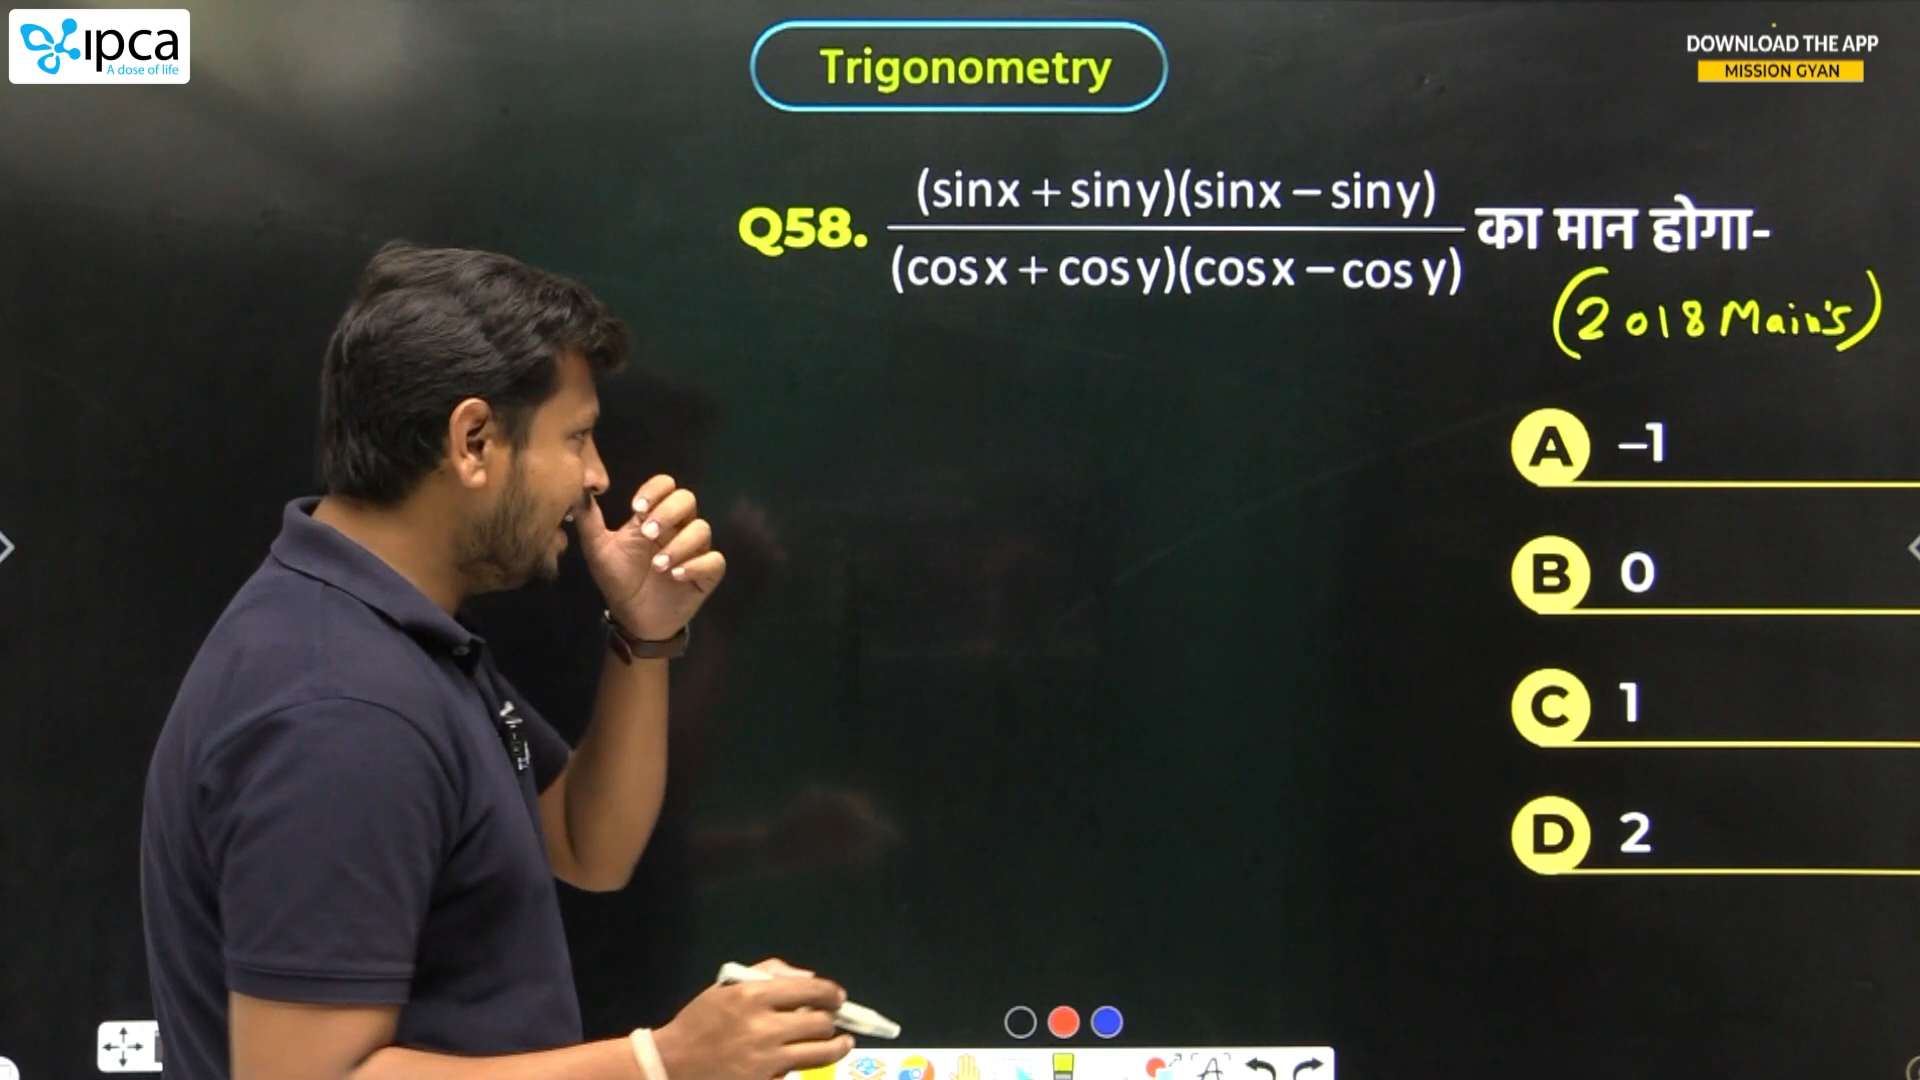 ipca
A dose of life
Trigonometry
DOWNLOAD THE APP
MISSION GYAN
Q58. (sinx + siny)(sinx – siny) / (cosx + cosy)(cosx – cosy) का मान होगा-
(2018 Main's)
A –1
B 0
C 1
D 2